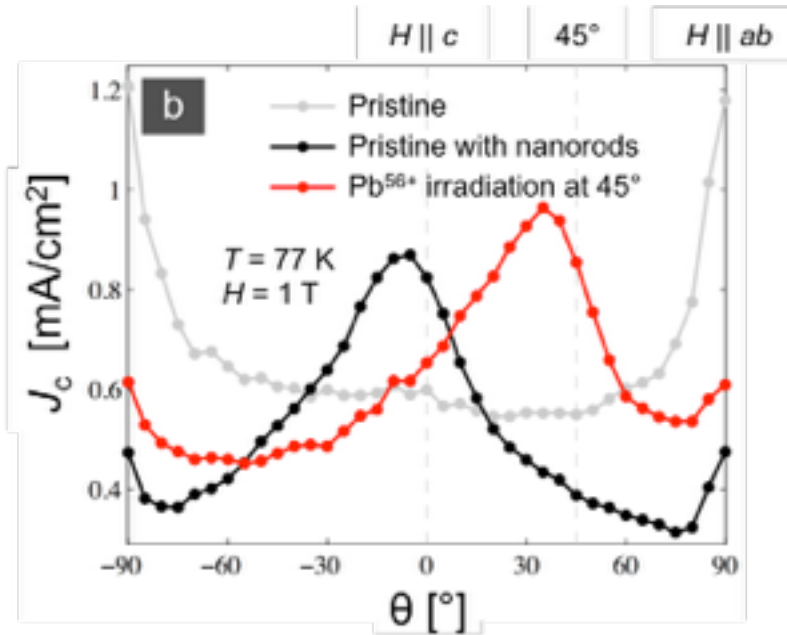 H || c 45° H || ab
b
Pristine
Pristine with nanorods
Pb56+ irradiation at 45°
T = 77 K
H = 1 T
Jc [mA/cm2]
1.2
1
0.8
0.6
0.4
−90 −60 −30 0 30 60 90
θ [°]